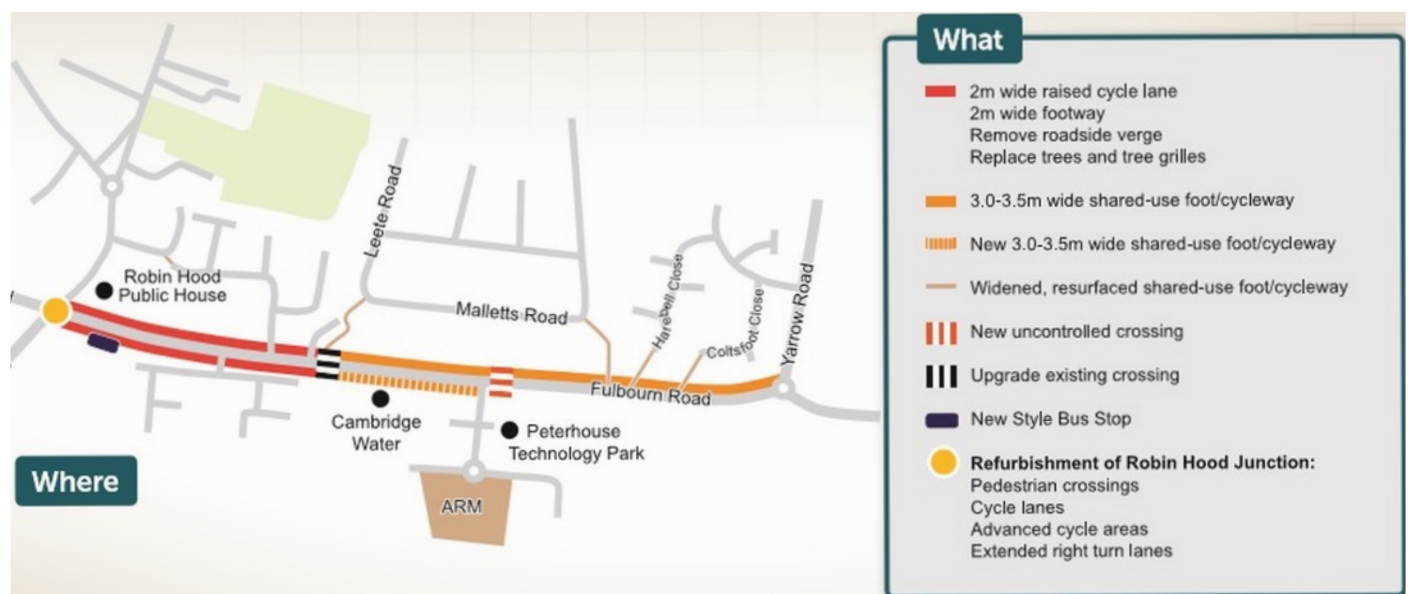 What
2m wide raised cycle lane
2m wide footway
Remove roadside verge
Replace trees and tree grilles
3.0-3.5m wide shared-use foot/cycleway
New 3.0-3.5m wide shared-use foot/cycleway
Widened, resurfaced shared-use foot/cycleway
New uncontrolled crossing
Upgrade existing crossing
New Style Bus Stop
Refurbishment of Robin Hood Junction:
Pedestrian crossings
Cycle lanes
Advanced cycle areas
Extended right turn lanes
Leete Road
Robin Hood
Public House
Malletts Road
Harebell Close
Coltsfoot Close
Yarrow Road
Fulbourn Road
Cambridge
Water
Peterhouse
Technology Park
ARM
Where